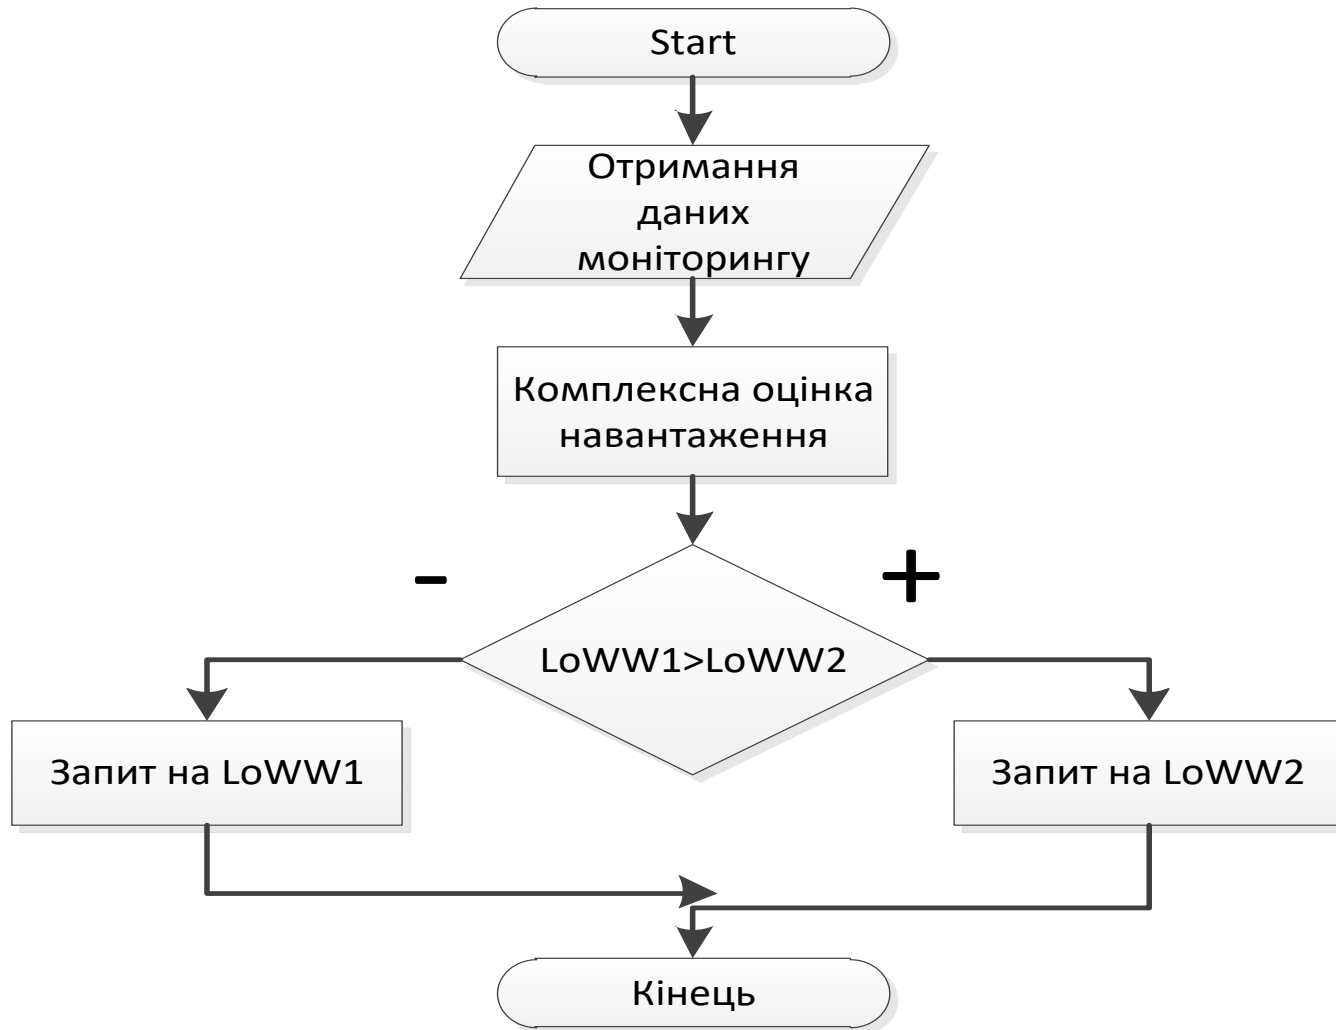 Start
Отримання
даних
моніторингу
Комплексна оцінка
навантаження
- +
LoWW1>LoWW2
Запит на LoWW1
Запит на LoWW2
Кінець